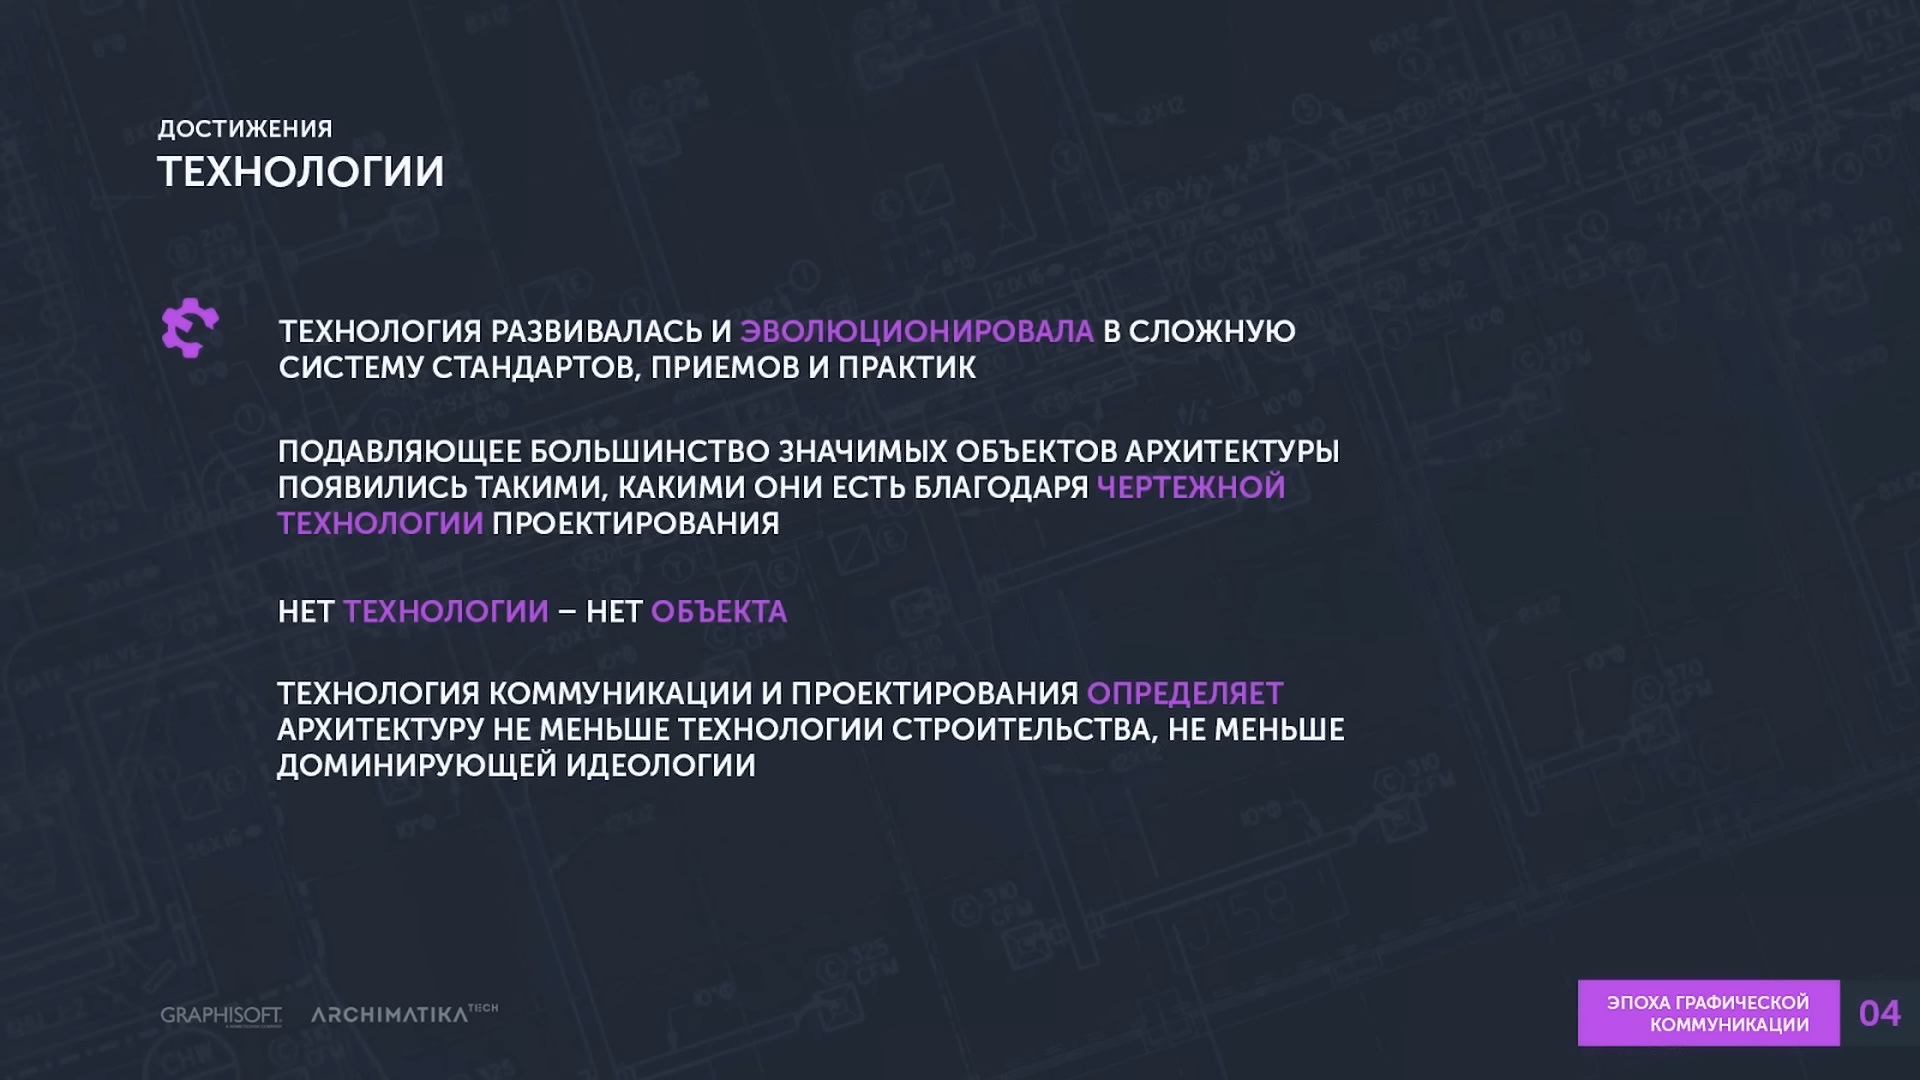 ДОСТИЖЕНИЯ
ТЕХНОЛОГИИ
ТЕХНОЛОГИЯ РАЗВИВАЛАСЬ И ЭВОЛЮЦИОНИРОВАЛА В СЛОЖНУЮ
СИСТЕМУ СТАНДАРТОВ, ПРИЕМОВ И ПРАКТИК
ПОДАВЛЯЮЩЕЕ БОЛЬШИНСТВО ЗНАЧИМЫХ ОБЪЕКТОВ АРХИТЕКТУРЫ
ПОЯВИЛИСЬ ТАКИМИ, КАКИМИ ОНИ ЕСТЬ БЛАГОДАРЯ ЧЕРТЕЖНОЙ
ТЕХНОЛОГИИ ПРОЕКТИРОВАНИЯ
НЕТ ТЕХНОЛОГИИ – НЕТ ОБЪЕКТА
ТЕХНОЛОГИЯ КОММУНИКАЦИИ И ПРОЕКТИРОВАНИЯ ОПРЕДЕЛЯЕТ
АРХИТЕКТУРУ НЕ МЕНЬШЕ ТЕХНОЛОГИИ СТРОИТЕЛЬСТВА, НЕ МЕНЬШЕ
ДОМИНИРУЮЩЕЙ ИДЕОЛОГИИ
GRAPHISOFT. ARCHIMATIKA TECH
ЭПОХА ГРАФИЧЕСКОЙ
КОММУНИКАЦИИ
04